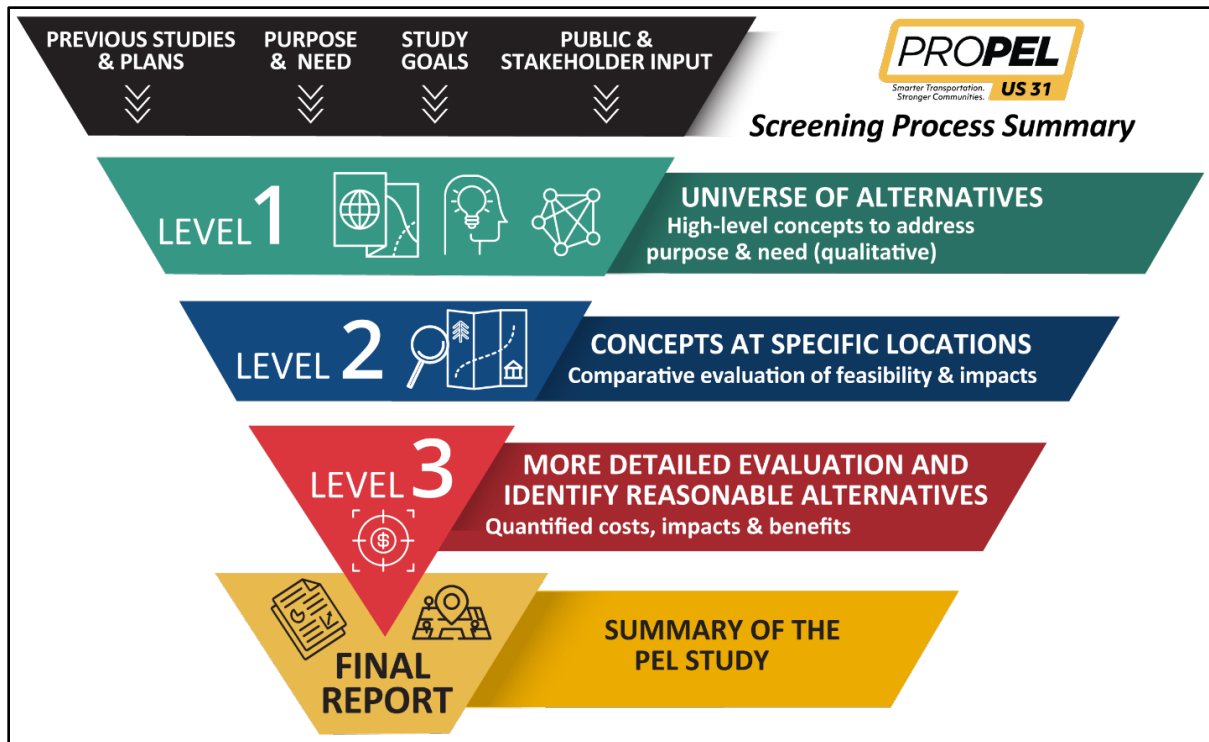 PREVIOUS STUDIES
& PLANS
PURPOSE
& NEED
STUDY
GOALS
PUBLIC &
STAKEHOLDER INPUT
PROPEL
Smarter Transportation.
Stronger Communities.
US 31
Screening Process Summary
LEVEL 1
UNIVERSE OF ALTERNATIVES
High-level concepts to address
purpose & need (qualitative)
LEVEL 2
CONCEPTS AT SPECIFIC LOCATIONS
Comparative evaluation of feasibility & impacts
LEVEL 3
$
MORE DETAILED EVALUATION AND
IDENTIFY REASONABLE ALTERNATIVES
Quantified costs, impacts & benefits
FINAL
REPORT
SUMMARY OF THE
PEL STUDY